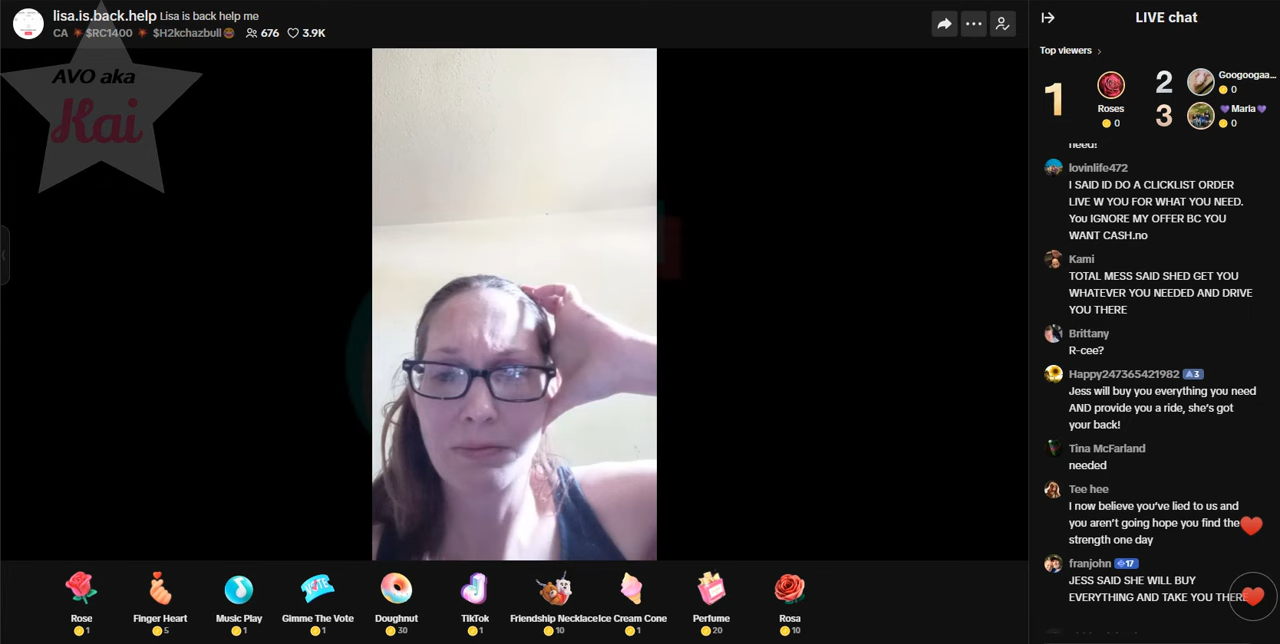 lisa.is.back.help Lisa is back help me
CA $RC1400 $H2kchazbull 676 3.9K
AVO aka
Kai
LIVE chat
Top viewers
1
Roses
0
2
Googoogaa...
0
3
Marla
0
need!
lovinlife472
I SAID ID DO A CLICKLIST ORDER
LIVE W YOU FOR WHAT YOU NEED.
You IGNORE MY OFFER BC YOU
WANT CASH.no
Kami
TOTAL MESS SAID SHED GET YOU
WHATEVER YOU NEEDED AND DRIVE
YOU THERE
Brittany
R-cee?
Happy247365421982 3
Jess will buy you everything you need
AND provide you a ride, she's got
your back!
Tina McFarland
needed
Tee hee
I now believe you've lied to us and
you aren't going hope you find the
strength one day
franjohn 17
JESS SAID SHE WILL BUY
EVERYTHING AND TAKE YOU THERE
Rose
1
Finger Heart
5
Music Play
1
Gimme The Vote
1
Doughnut
30
TikTok
1
Friendship Necklace
10
Ice Cream Cone
1
Perfume
20
Rosa
10